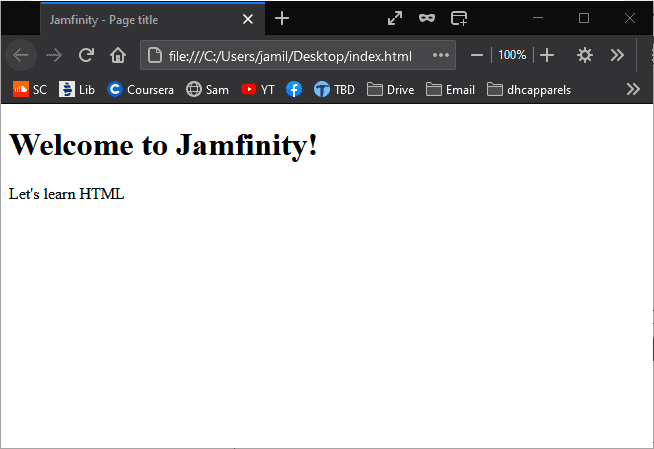 Jamfinity - Page title
file:///C:/Users/jamil/Desktop/index.html
100%
SC Lib Coursera Sam YT TBD Drive Email dhcapparels
Welcome to Jamfinity!
Let's learn HTML